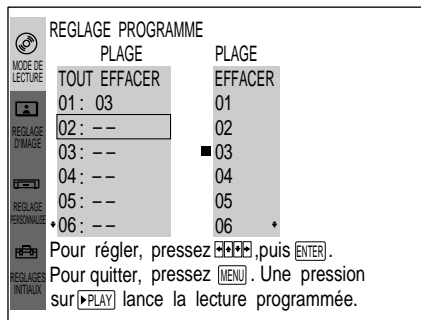 REGLAGE PROGRAMME
PLAGE PLAGE
MODE DE
LECTURE
TOUT EFFACER EFFACER
01: 03 01
02: – – 02
REGLAGE
D'IMAGE
03: – – 03
04: – – 04
05: – – 05
REGLAGE
PERSONNALISE
06: – – 06
Pour régler, pressez ,puis ENTER.
REGLAGES
INITIAUX
Pour quitter, pressez MENU. Une pression
sur PLAY lance la lecture programmée.